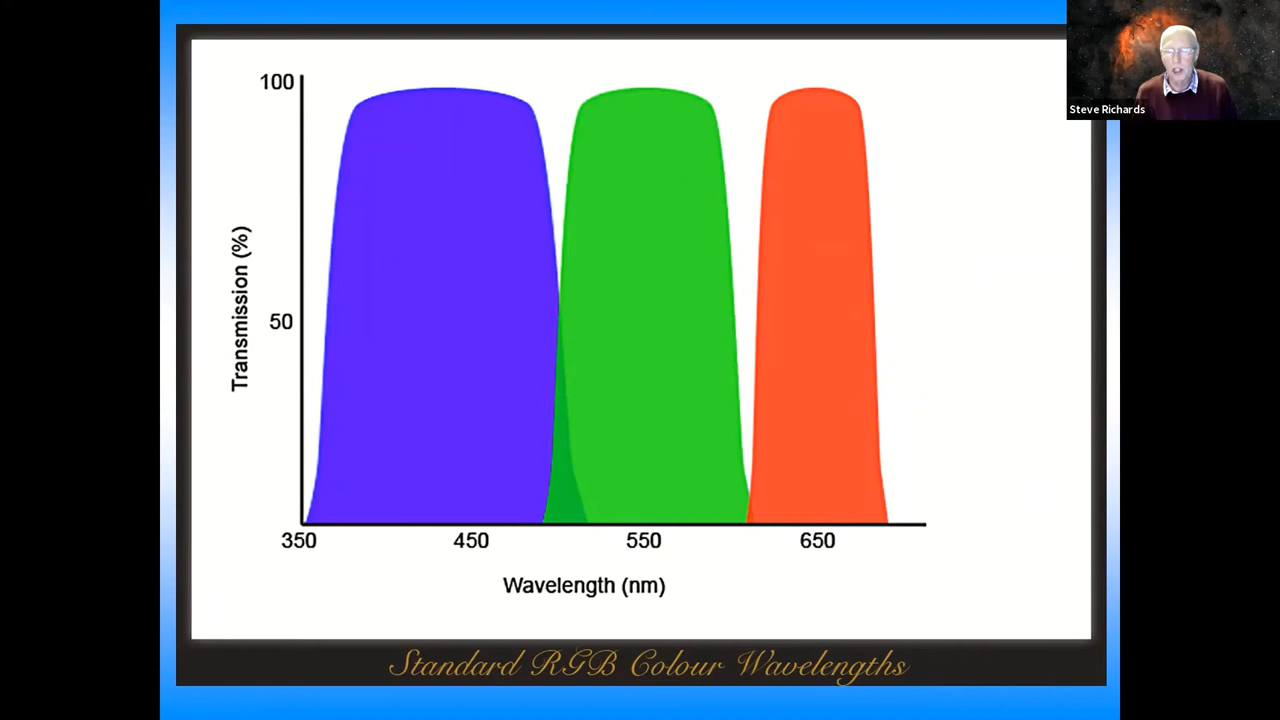 Steve Richards
100
50
Transmission (%)
350 450 550 650
Wavelength (nm)
Standard RGB Colour Wavelengths